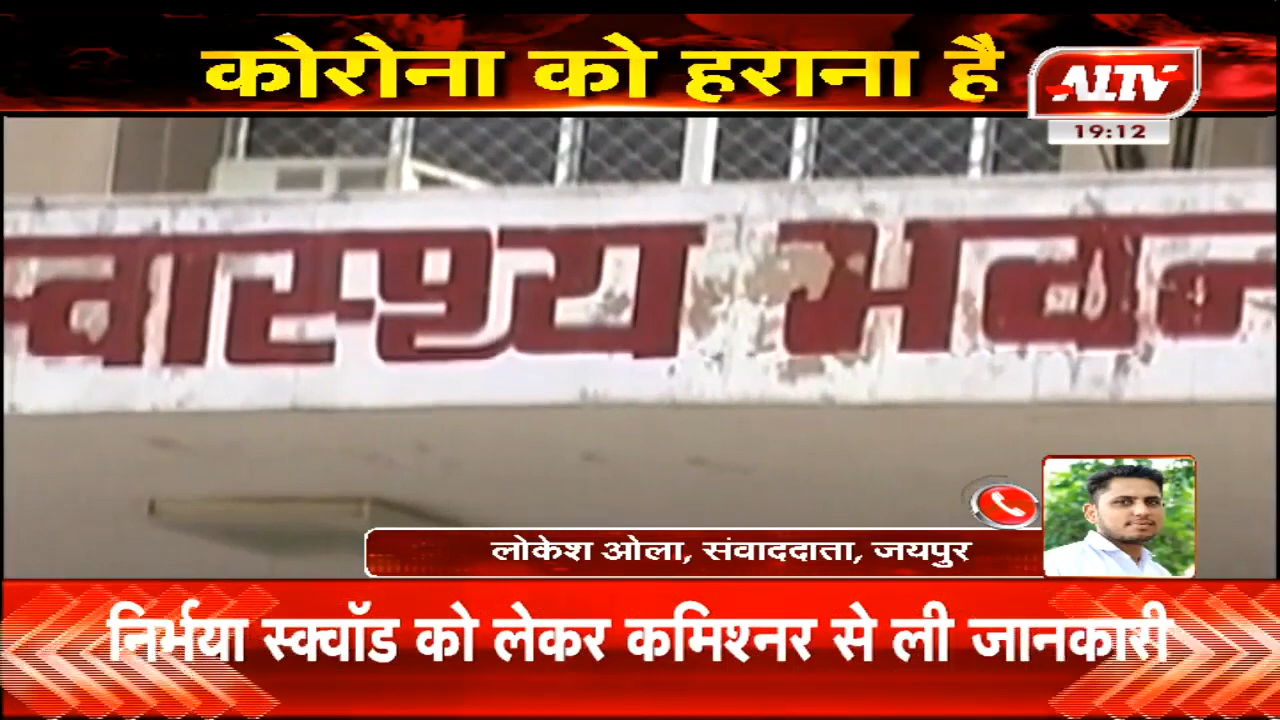 कोरोना को हराना है
ALTV
19:12
स्वास्थ्य भवन
लोकेश ओला, संवाददाता, जयपुर
निर्भया स्क्वॉड को लेकर कमिश्नर से ली जानकारी